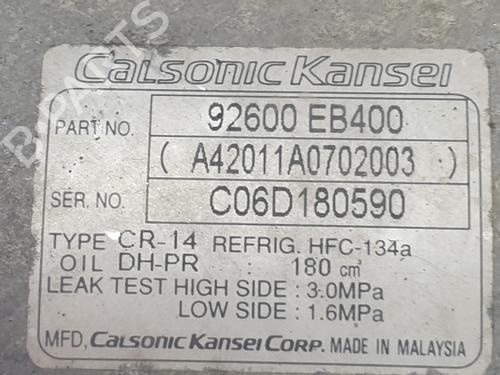 Calsonic Kansei
PART NO. 92600 EB400
( A42011A0702003 )
SER. NO. C06D180590
TYPE CR-14 REFRIG. HFC-134a
OIL DH-PR : 180 cm³
LEAK TEST HIGH SIDE : 3.0MPa
LOW SIDE : 1.6MPa
MFD, CALSONIC KANSEI CORP. MADE IN MALAYSIA